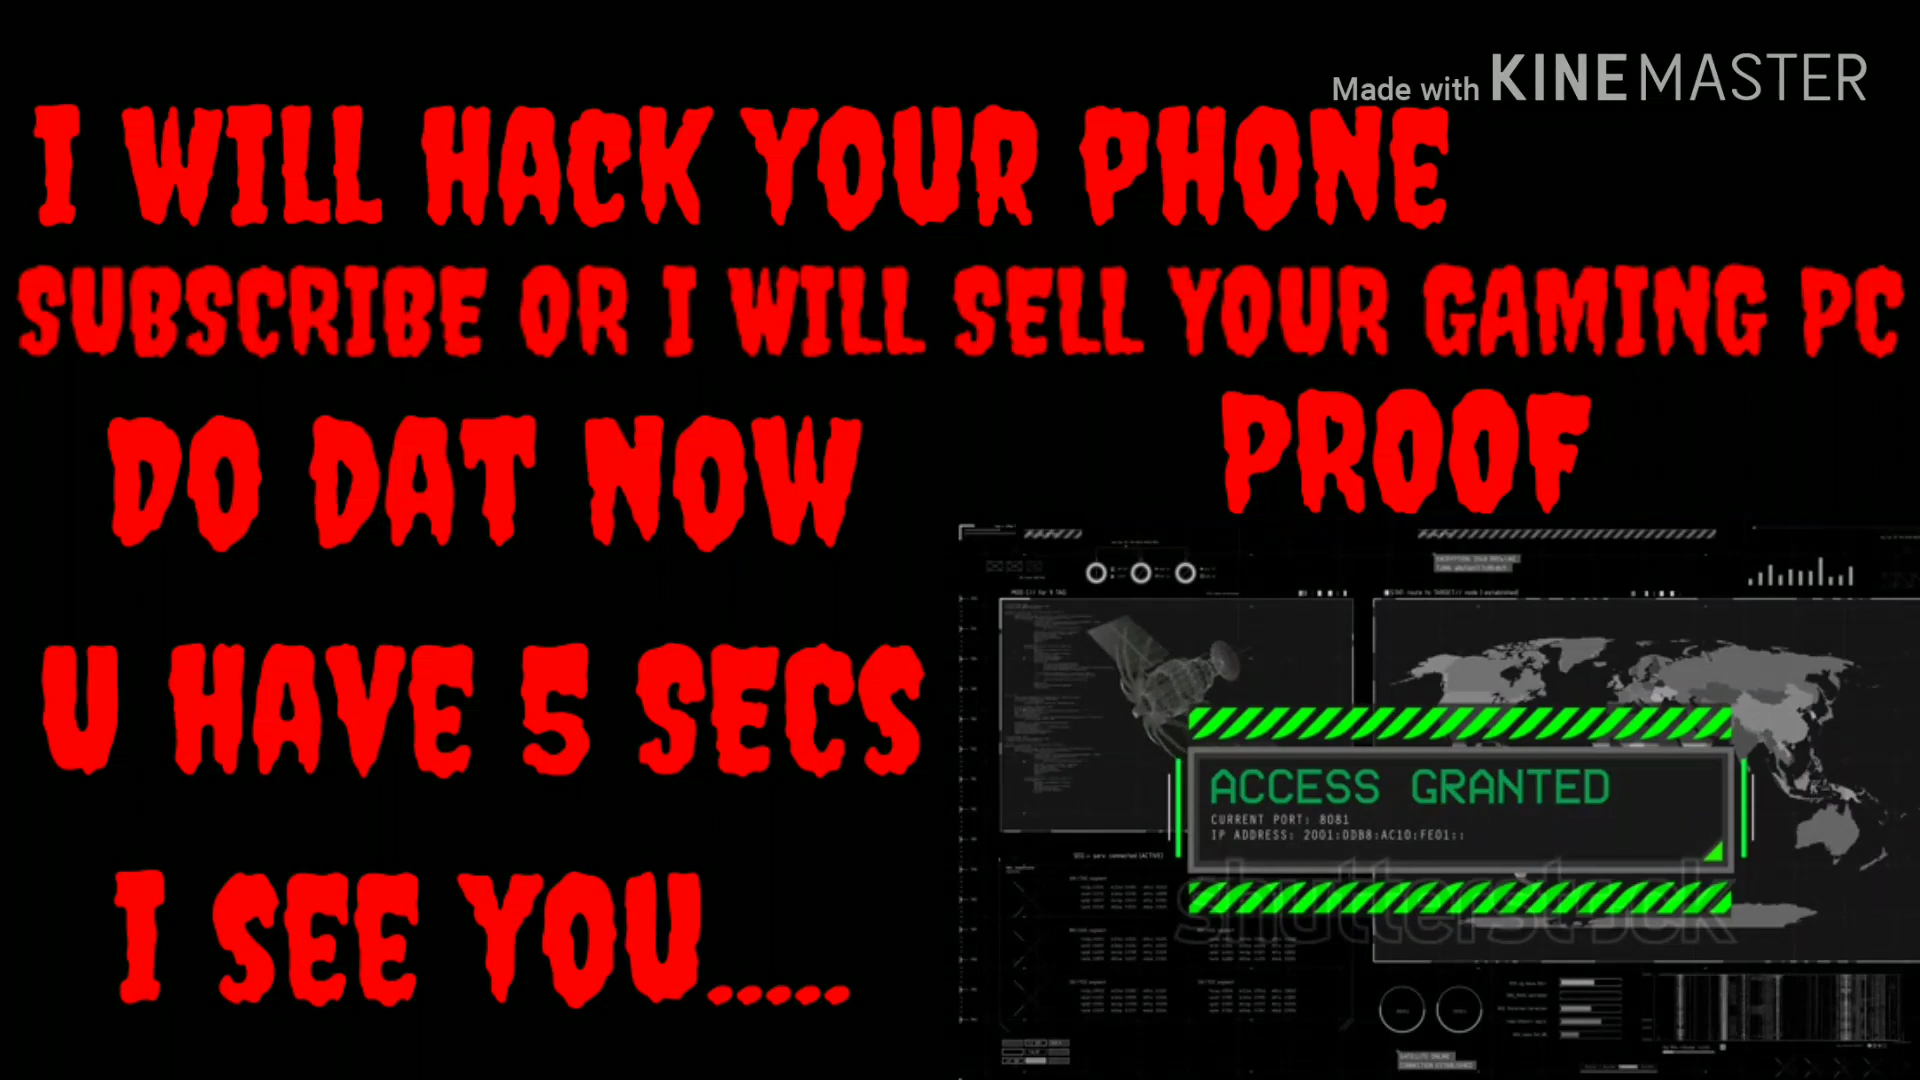 Made with KINEMASTER
I WILL HACK YOUR PHONE
SUBSCRIBE OR I WILL SELL YOUR GAMING PC
DO DAT NOW
PROOF
U HAVE 5 SECS
ACCESS GRANTED
CURRENT PORT: 8081
IP ADDRESS: 2001:0DB8:AC10:FE01::
shutterstock
I SEE YOU.....